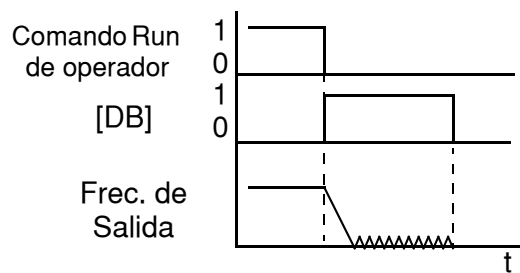 Comando Run
de operador
1
0
[DB]
1
0
Frec. de
Salida
t